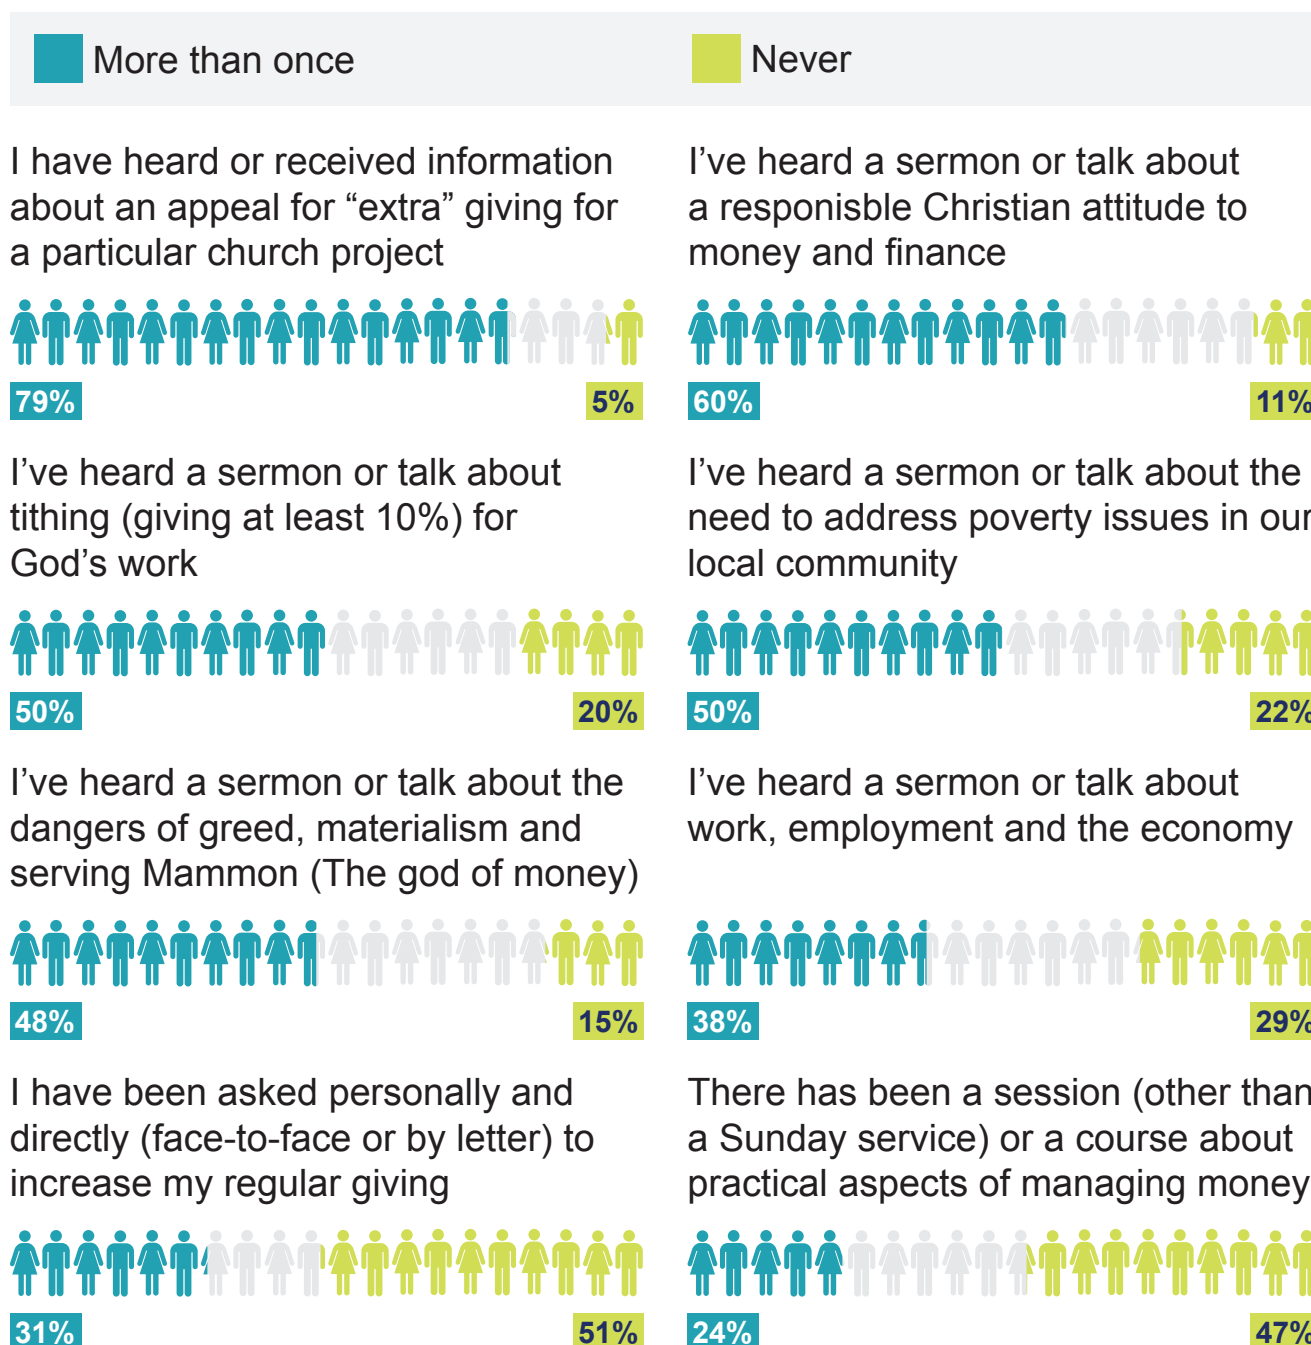 More than once
Never
I have heard or received information
about an appeal for “extra” giving for
a particular church project
79%
5%
I’ve heard a sermon or talk about
a responisble Christian attitude to
money and finance
60%
11%
I’ve heard a sermon or talk about
tithing (giving at least 10%) for
God’s work
50%
20%
I’ve heard a sermon or talk about the
need to address poverty issues in our
local community
50%
22%
I’ve heard a sermon or talk about the
dangers of greed, materialism and
serving Mammon (The god of money)
48%
15%
I’ve heard a sermon or talk about
work, employment and the economy
38%
29%
I have been asked personally and
directly (face-to-face or by letter) to
increase my regular giving
31%
51%
There has been a session (other than
a Sunday service) or a course about
practical aspects of managing money
24%
47%